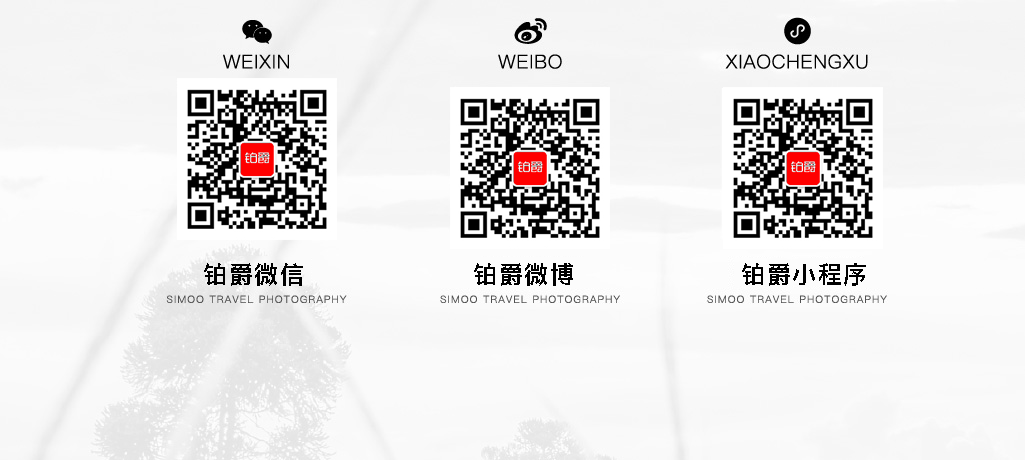 WEIXIN
WEIBO
XIAOCHENGXU
铂爵
铂爵
铂爵
铂爵微信
铂爵微博
铂爵小程序
SIMOO TRAVEL PHOTOGRAPHY
SIMOO TRAVEL PHOTOGRAPHY
SIMOO TRAVEL PHOTOGRAPHY